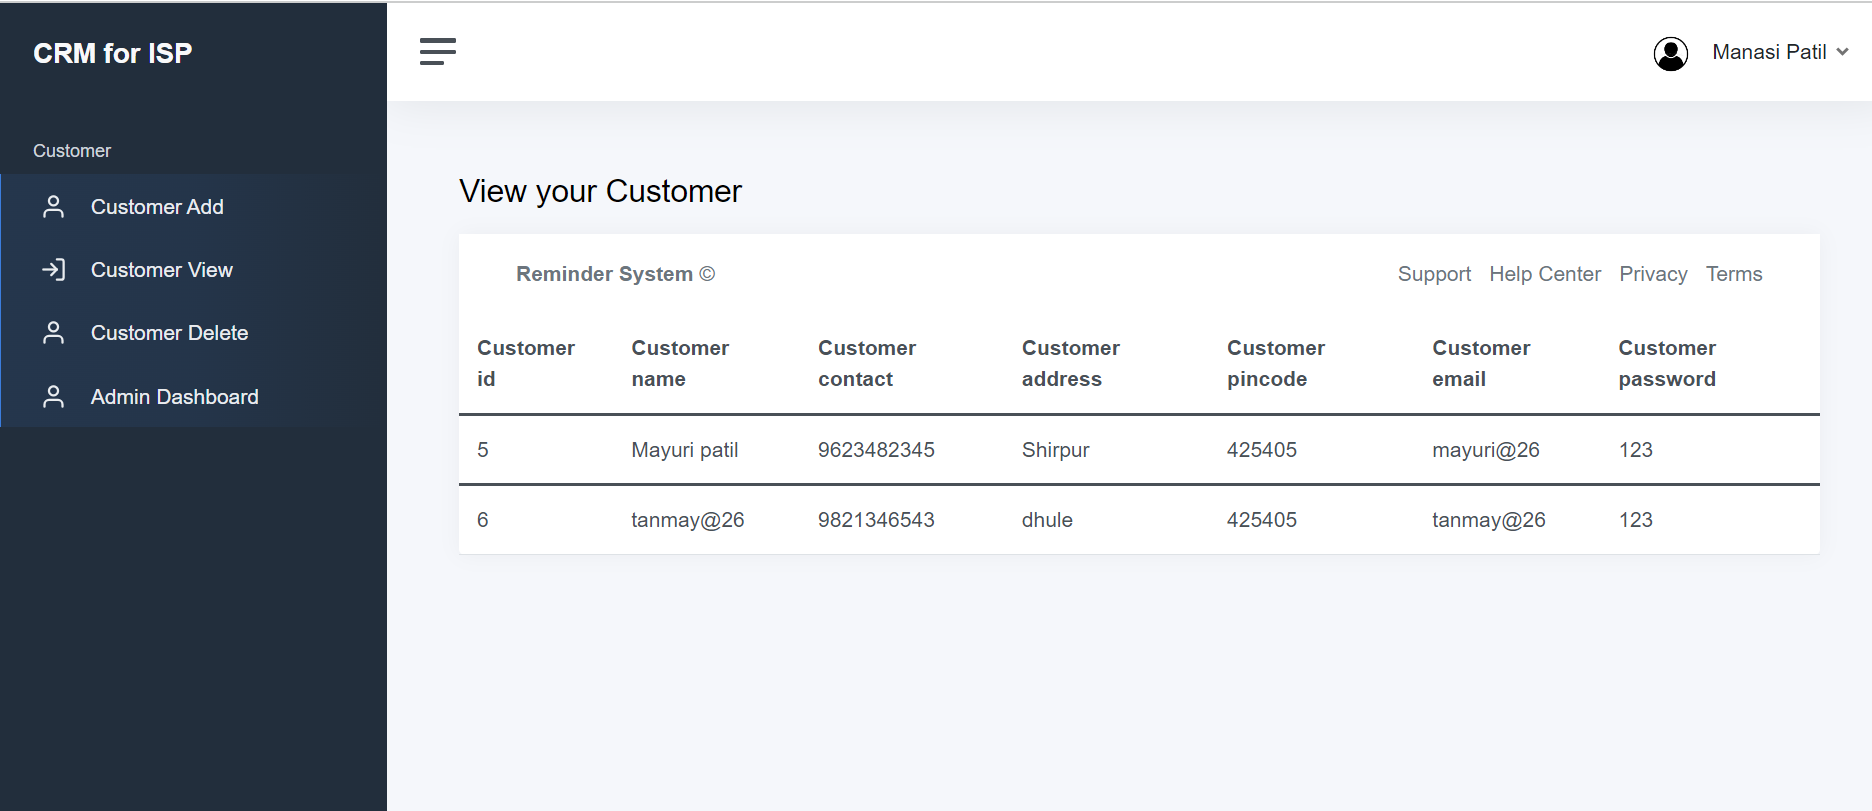 CRM for ISP
Manasi Patil
Customer
Customer Add
Customer View
Customer Delete
Admin Dashboard
View your Customer
Reminder System © Support Help Center Privacy Terms
Customer id Customer name Customer contact Customer address Customer pincode Customer email Customer password
5 Mayuri patil 9623482345 Shirpur 425405 mayuri@26 123
6 tanmay@26 9821346543 dhule 425405 tanmay@26 123